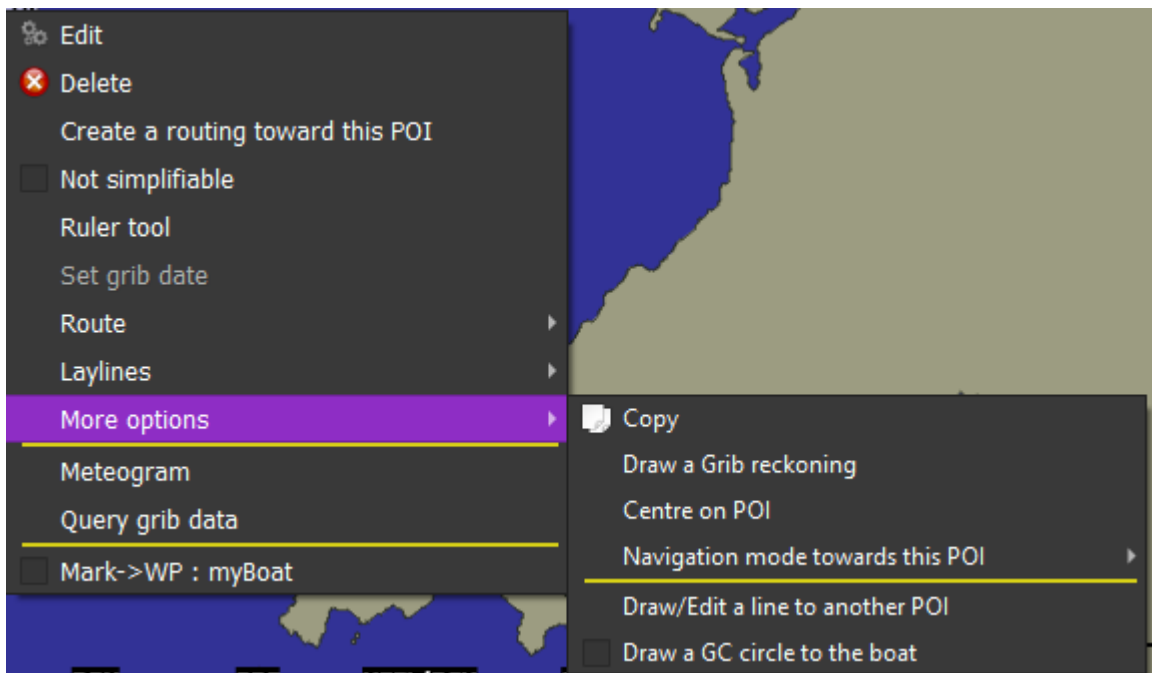 Edit
Delete
Create a routing toward this POI
Not simplifiable
Ruler tool
Set grib date
Route
Laylines
More options
Meteogram
Query grib data
Mark->WP : myBoat
Copy
Draw a Grib reckoning
Centre on POI
Navigation mode towards this POI
Draw/Edit a line to another POI
Draw a GC circle to the boat